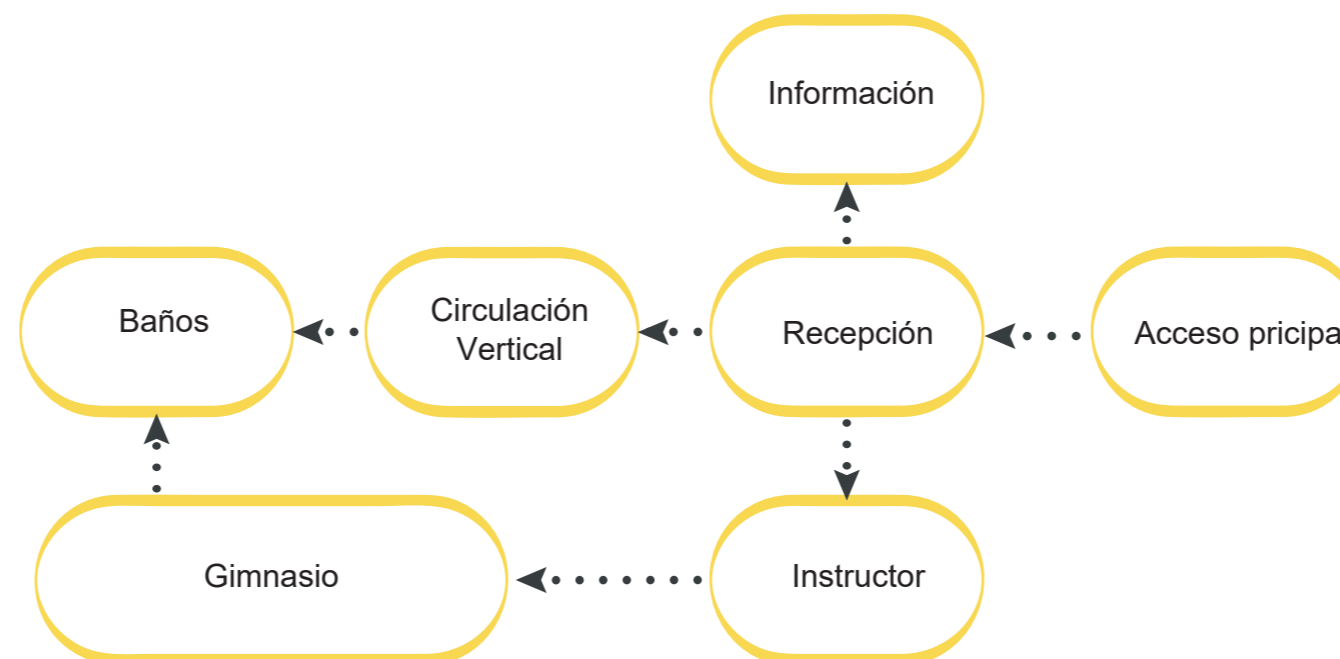 Información
Baños
Circulación
Vertical
Recepción
Acceso pricipa
Gimnasio
Instructor